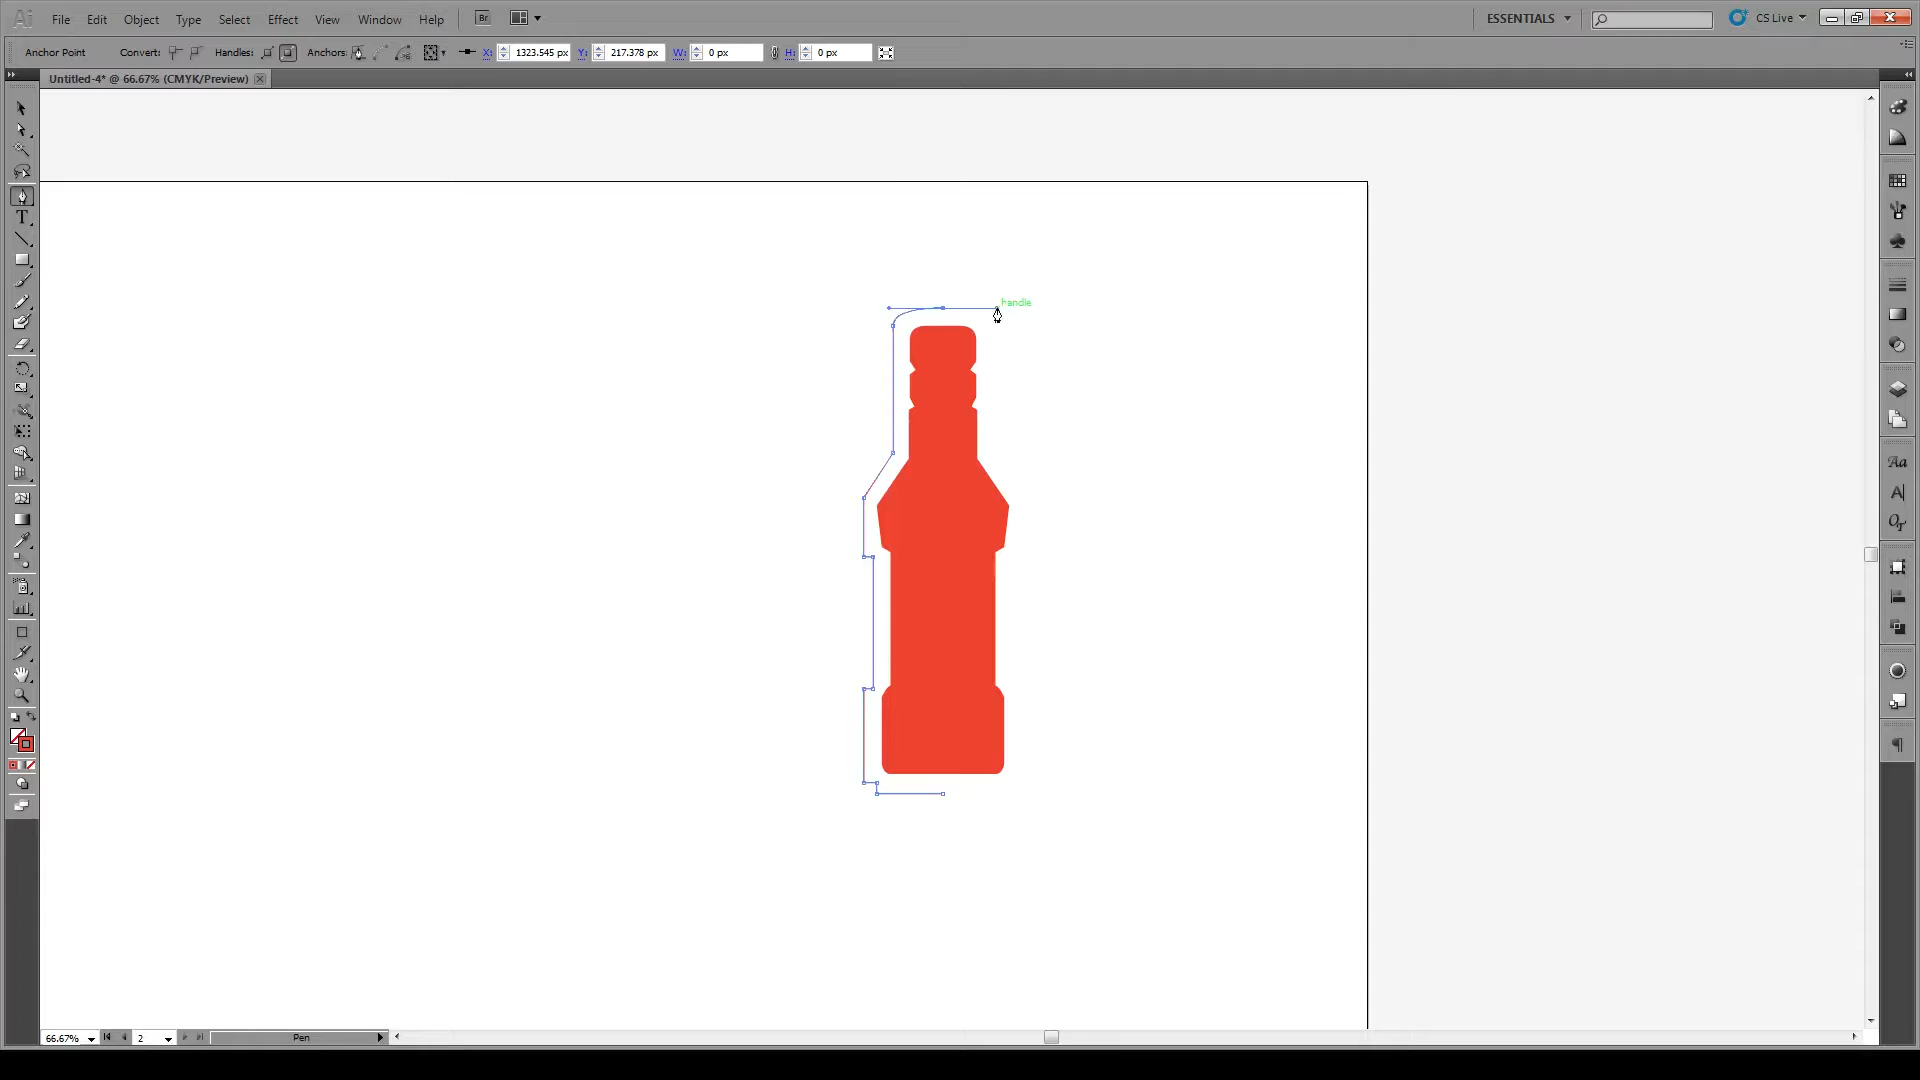 Ai File Edit Object Type Select Effect View Window Help Br ESSENTIALS CS Live
Anchor Point Convert: Handles: Anchors: X: 1323.545 px Y: 217.378 px W: 0 px H: 0 px
Untitled-4* @ 66.67% (CMYK/Preview)
handle
66.67% 2 Pen